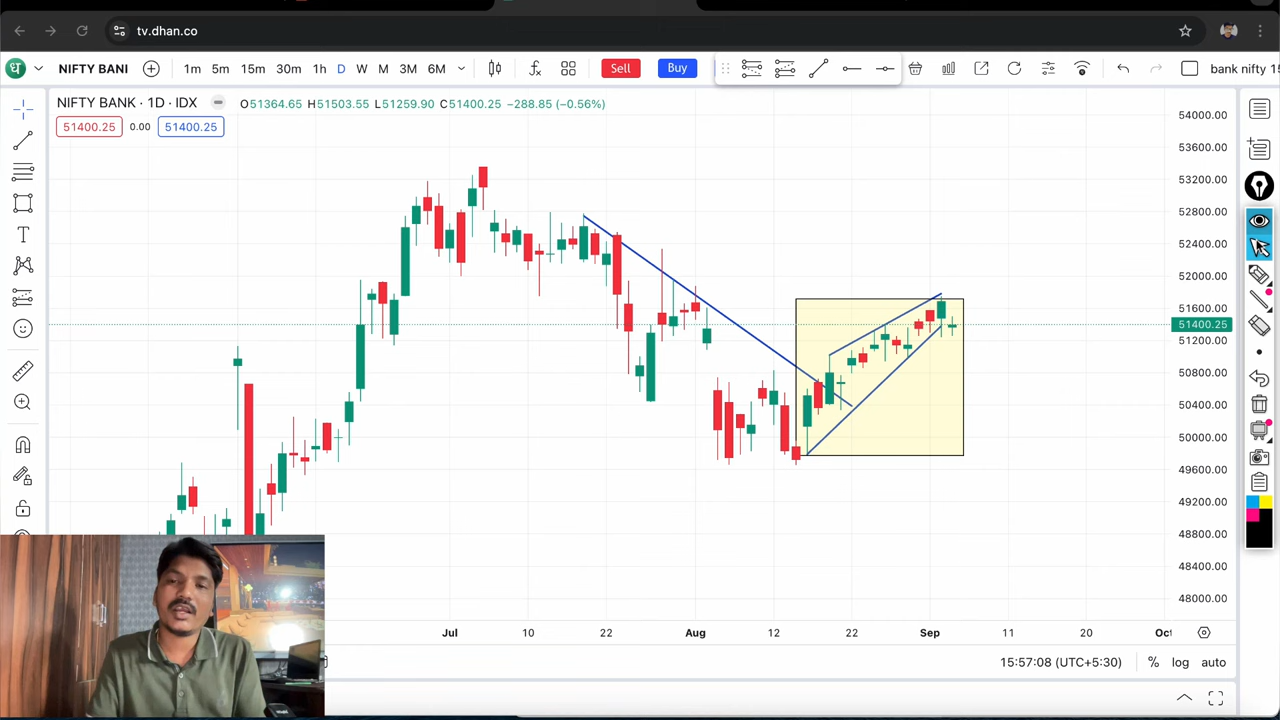 tv.dhan.co
ध
NIFTY BANI
1m 5m 15m 30m 1h D W M 3M 6M
Sell
Buy
bank nifty 15
NIFTY BANK · 1D · IDX
O51364.65 H51503.55 L51259.90 C51400.25 −288.85 (−0.56%)
51400.25 0.00 51400.25
54000.00
53600.00
53200.00
52800.00
52400.00
52000.00
51600.00
51400.25
51200.00
50800.00
50400.00
50000.00
49600.00
49200.00
48800.00
48400.00
48000.00
Jul 10 22 Aug 12 22 Sep 11 20 Oct
15:57:08 (UTC+5:30) % log auto